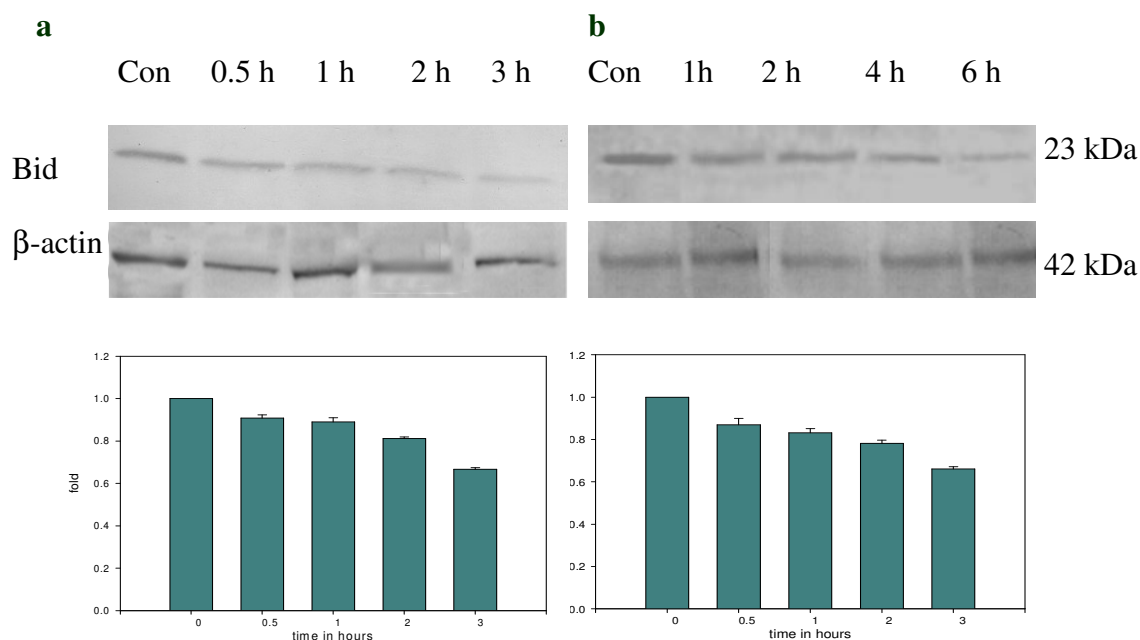 a
b
Con 0.5 h 1 h 2 h 3 h
Con 1h 2 h 4 h 6 h
Bid
23 kDa
β-actin
42 kDa
1.2
1.0
0.8
0.6
0.4
0.2
0.0
fold
0 0.5 1 2 3
time in hours
1.2
1.0
0.8
0.6
0.4
0.2
0.0
0 0.5 1 2 3
time in hours